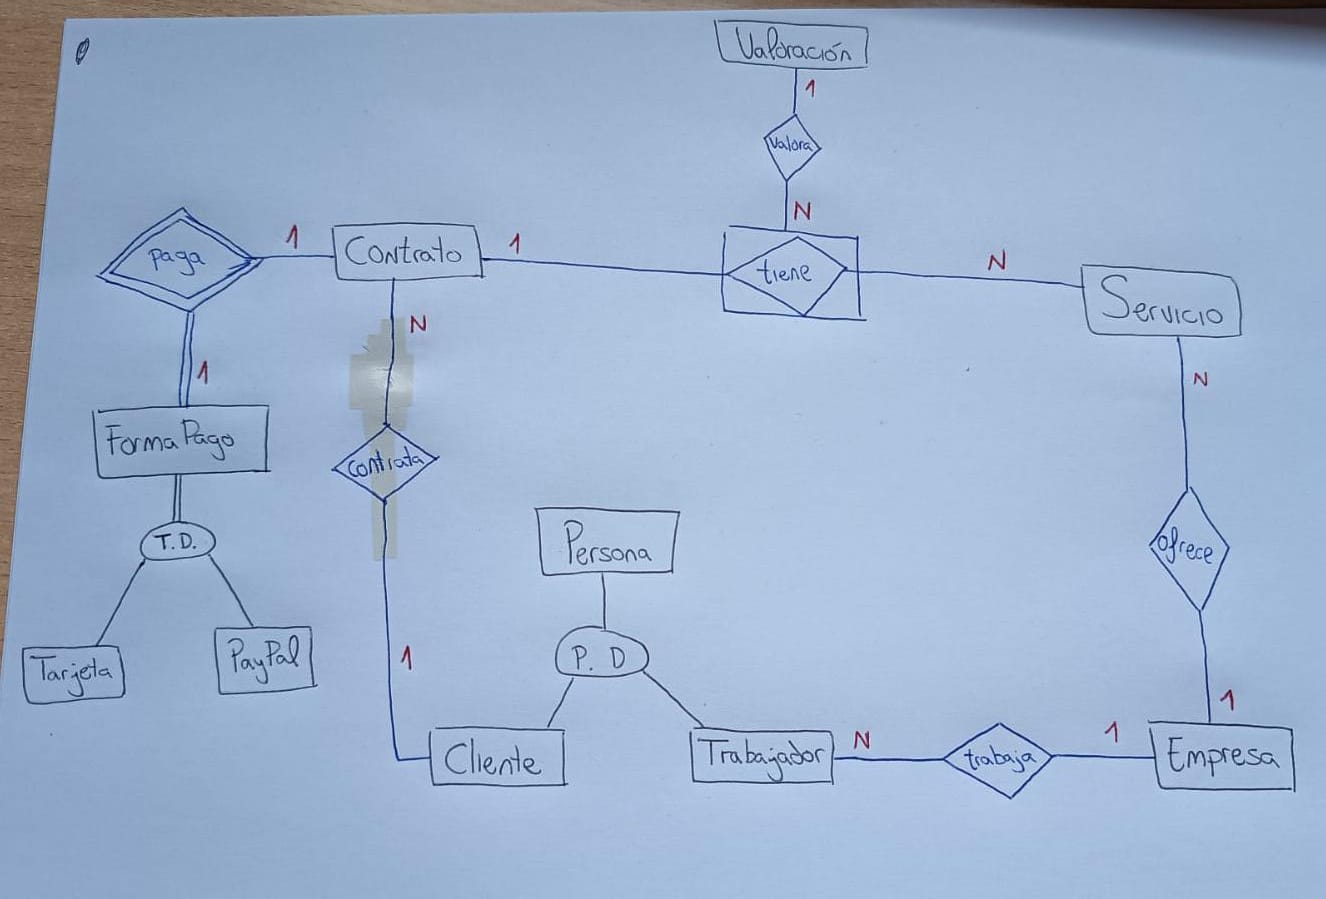 Valoración
1
Valora
N
paga
1
Contrato
1
tiene
N
Servicio
N
N
1
Forma Pago
contrata
Persona
ofrece
T.D.
Tarjeta
PayPal
1
P. D
1
Cliente
Trabajador
N
trabaja
1
Empresa